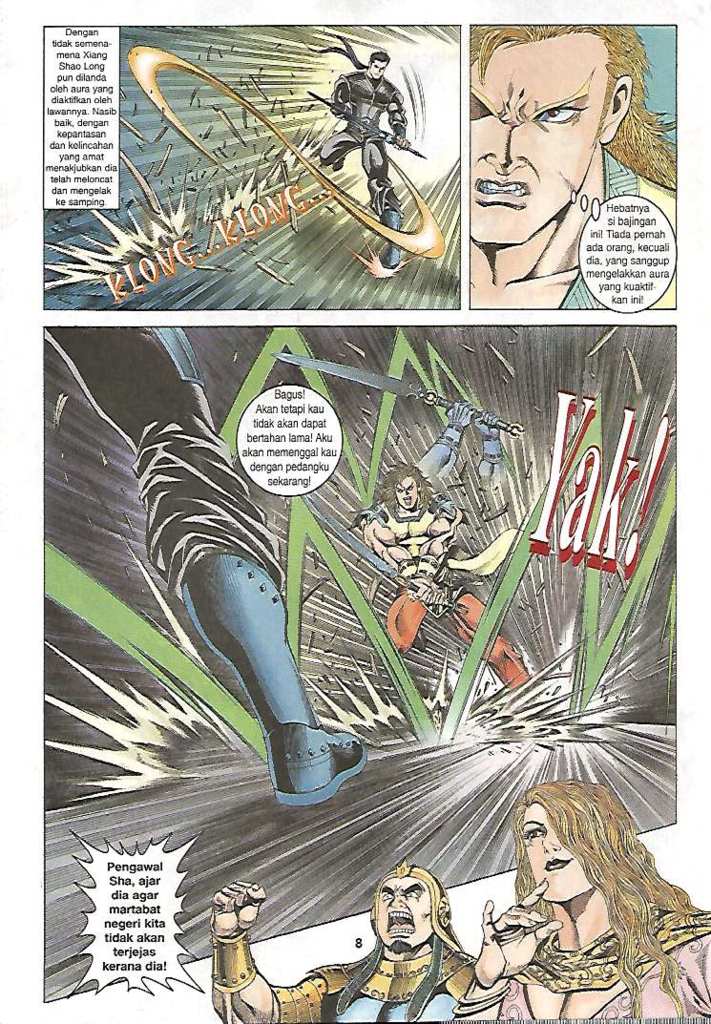 Dengan
tidak semena-
mena Xiang
Shao Long
pun dilanda
oleh aura yang
diaktifkan oleh
lawannya. Nasib
baik, dengan
kepantasan
dan kelincahan
yang amat
menakjubkan dia
telah meloncat
dan mengelak
ke samping.
KLONG...KLONG...
Hebatnya
si bajingan
ini! Tiada pernah
ada orang, kecuali
dia, yang sanggup
mengelakkan aura
yang kuaktif-
kan ini!
Bagus!
Akan tetapi kau
tidak akan dapat
bertahan lama! Aku
akan memenggal kau
dengan pedangku
sekarang!
Yak!
Pengawal
Sha, ajar
dia agar
martabat
negeri kita
tidak akan
terjejas
kerana dia!
8